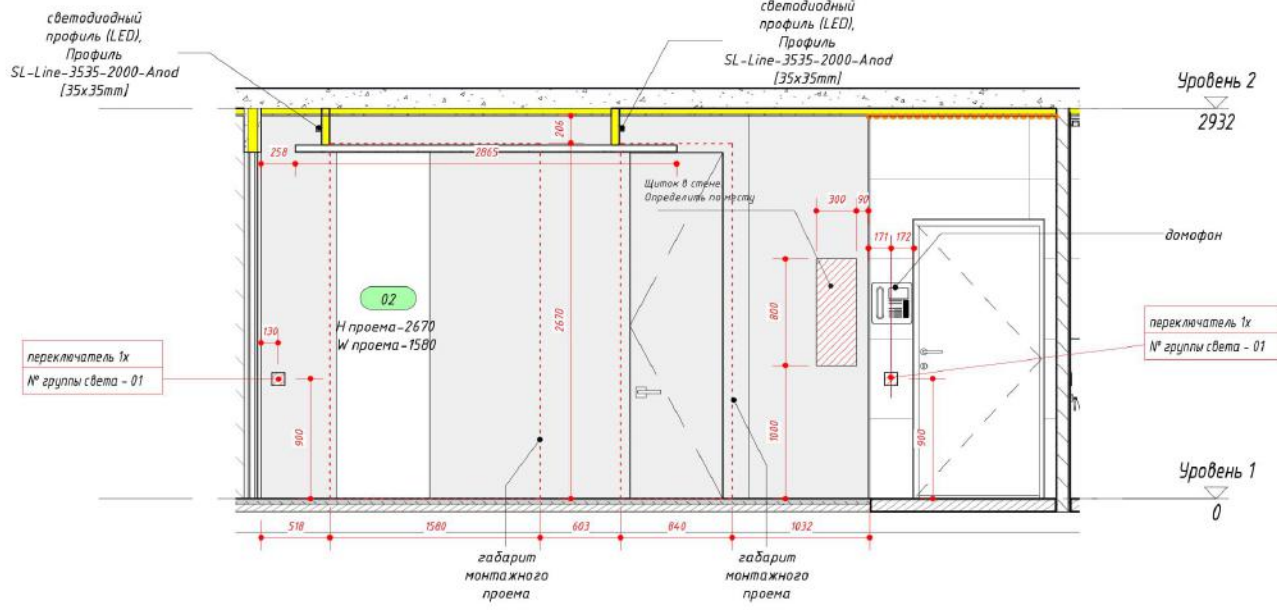 светодиодный
профиль (LED),
Профиль
SL-Line-3535-2000-Anod
[35x35mm]
светодиодный
профиль (LED),
Профиль
SL-Line-3535-2000-Anod
[35x35mm]
Уровень 2
2932
206
258
2865
Щиток в стене.
Определить по месту
300
90
171
172
домофон
02
H проема-2670
W проема-1580
2670
800
130
переключатель 1х
№ группы света - 01
переключатель 1х
№ группы света - 01
900
1000
900
Уровень 1
0
518
1580
603
840
1032
габарит
монтажного
проема
габарит
монтажного
проема